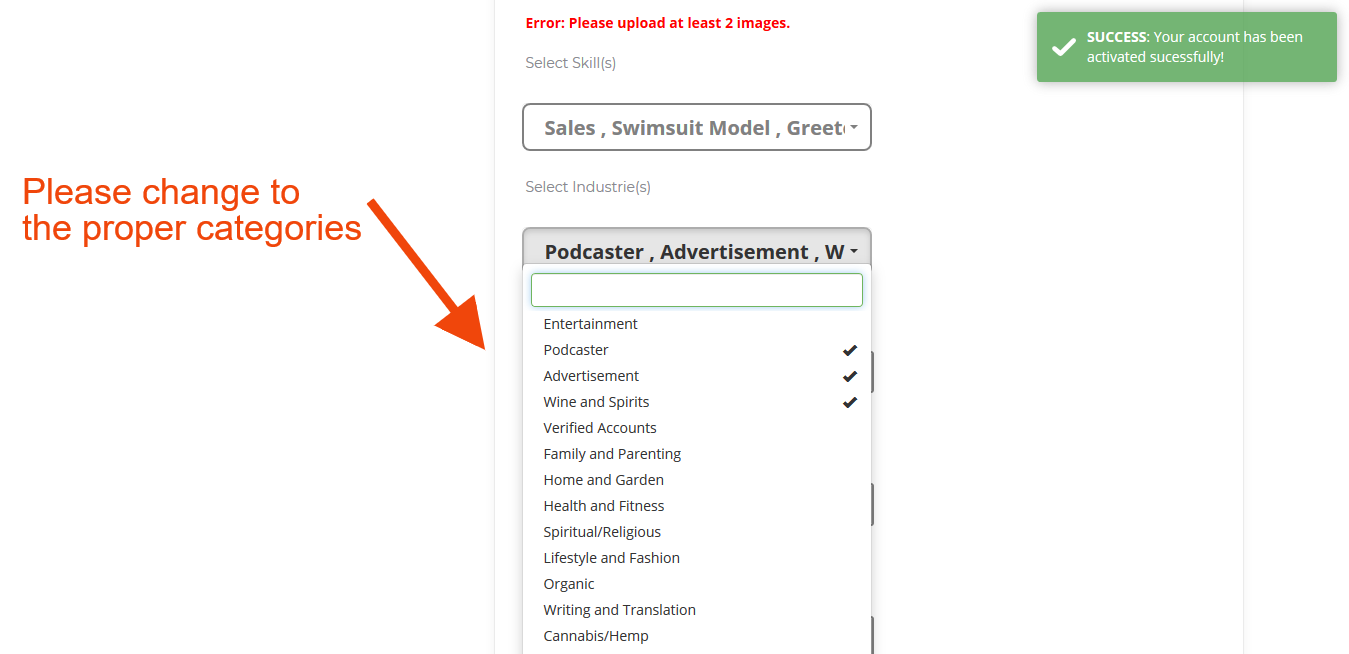 Error: Please upload at least 2 images.
SUCCESS: Your account has been
activated sucessfully!
Select Skill(s)
Sales , Swimsuit Model , Greet
Please change to
the proper categories
Select Industrie(s)
Podcaster , Advertisement , W
Entertainment
Podcaster
Advertisement
Wine and Spirits
Verified Accounts
Family and Parenting
Home and Garden
Health and Fitness
Spiritual/Religious
Lifestyle and Fashion
Organic
Writing and Translation
Cannabis/Hemp